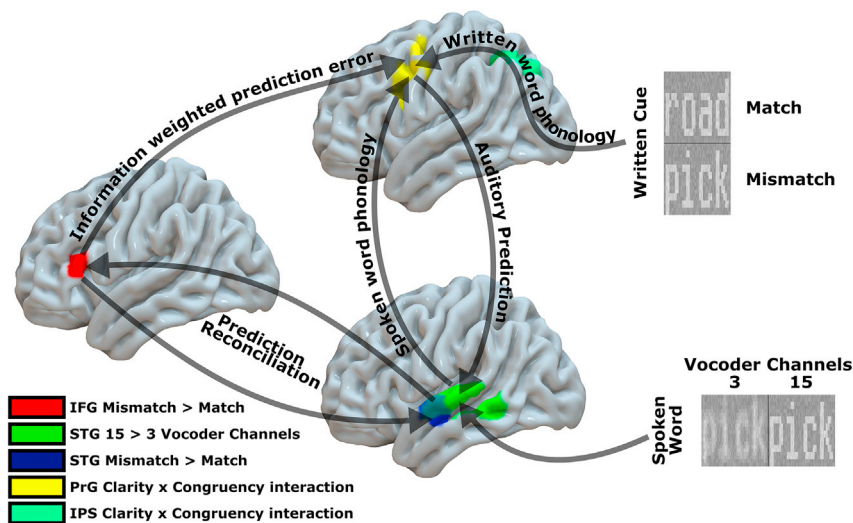 Information weighted prediction error
Written word phonology
Written Cue
road
Match
pick
Mismatch
Spoken word phonology
Auditory Prediction
Prediction
Reconciliation
Vocoder Channels
3 15
Spoken
Word
pick pick
IFG Mismatch > Match
STG 15 > 3 Vocoder Channels
STG Mismatch > Match
PrG Clarity x Congruency interaction
IPS Clarity x Congruency interaction